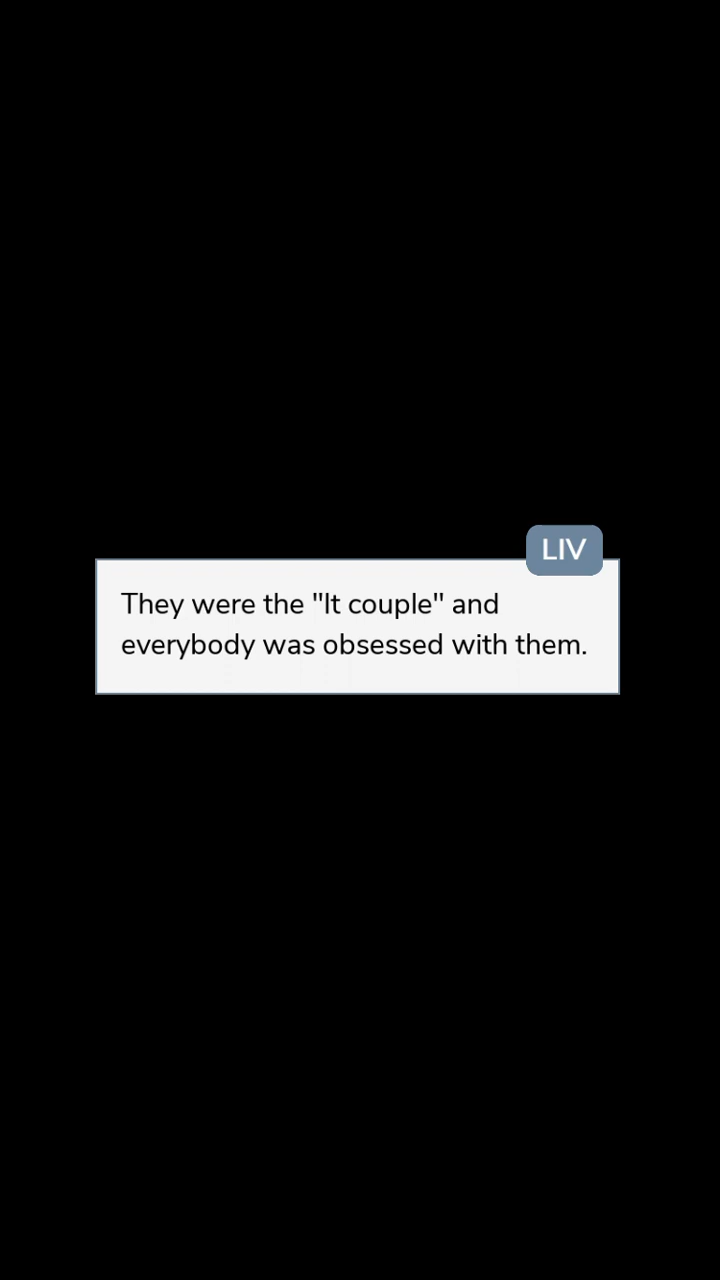 LIV
They were the "It couple" and
everybody was obsessed with them.